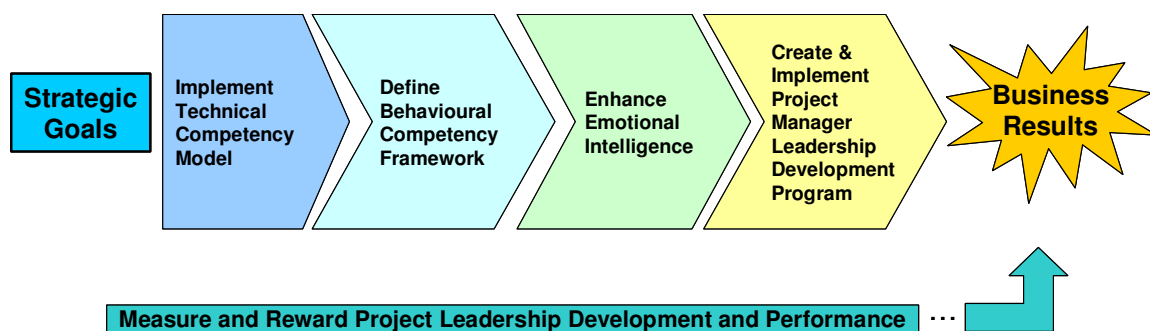 Strategic
Goals
Implement
Technical
Competency
Model
Define
Behavioural
Competency
Framework
Enhance
Emotional
Intelligence
Create &
Implement
Project
Manager
Leadership
Development
Program
Business
Results
Measure and Reward Project Leadership Development and Performance ...